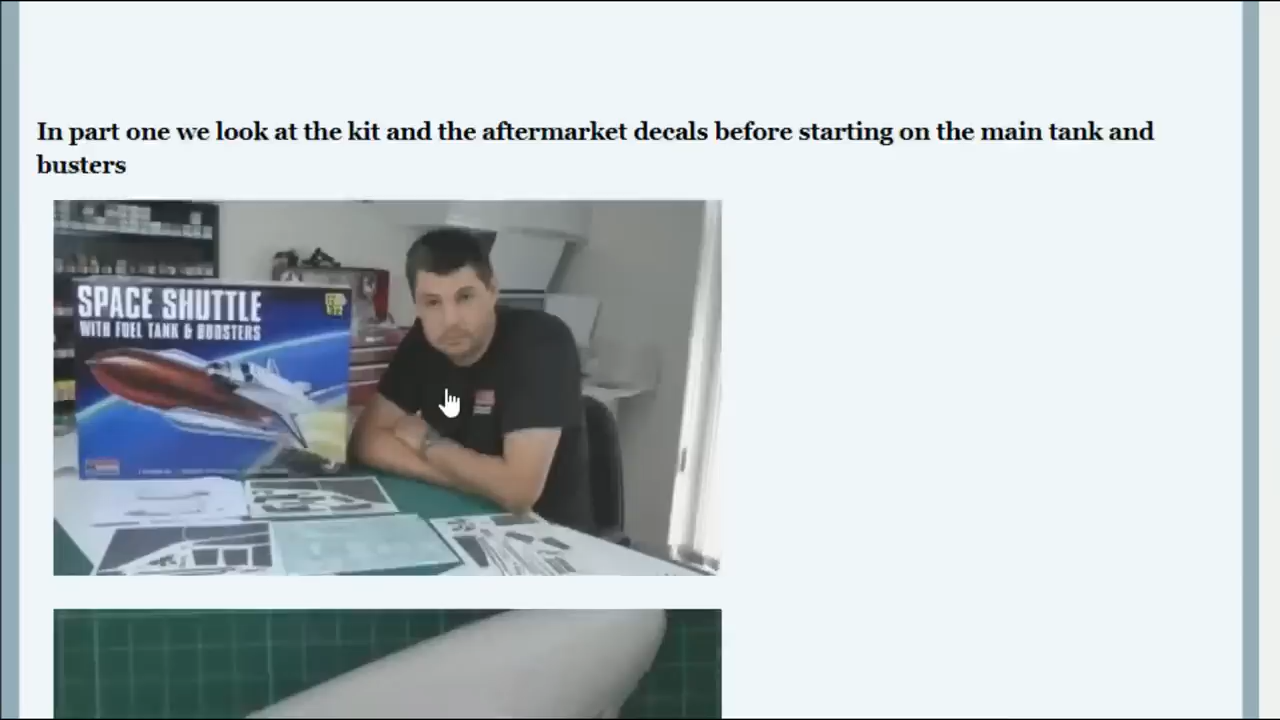 In part one we look at the kit and the aftermarket decals before starting on the main tank and
busters
SPACE SHUTTLE
WITH FUEL TANK & BOOSTERS